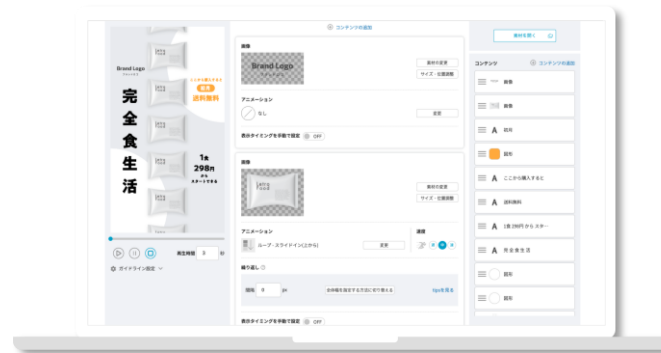 コンテンツの追加
素材を開く
画像
Brand Logo
素材の変更
サイズ・位置調整
アニメーション
なし
変更
表示タイミングを手動で設定 OFF
画像
素材の変更
サイズ・位置調整
アニメーション
ループ・スライドイン(上から)
変更
速度
繰り返し
間隔 0 px
tipsを見る
表示タイミングを手動で設定 OFF
Brand Logo
完全食生活
ここから購入すると
送料無料
1食
298円
から
スタートできる
再生時間 5 秒
ガイドライン設定
コンテンツ
コンテンツの追加
画像
画像
A 初月
図形
A ここから購入すると
A 送料無料
A 1食298円からスター…
A 完全食生活
図形
図形